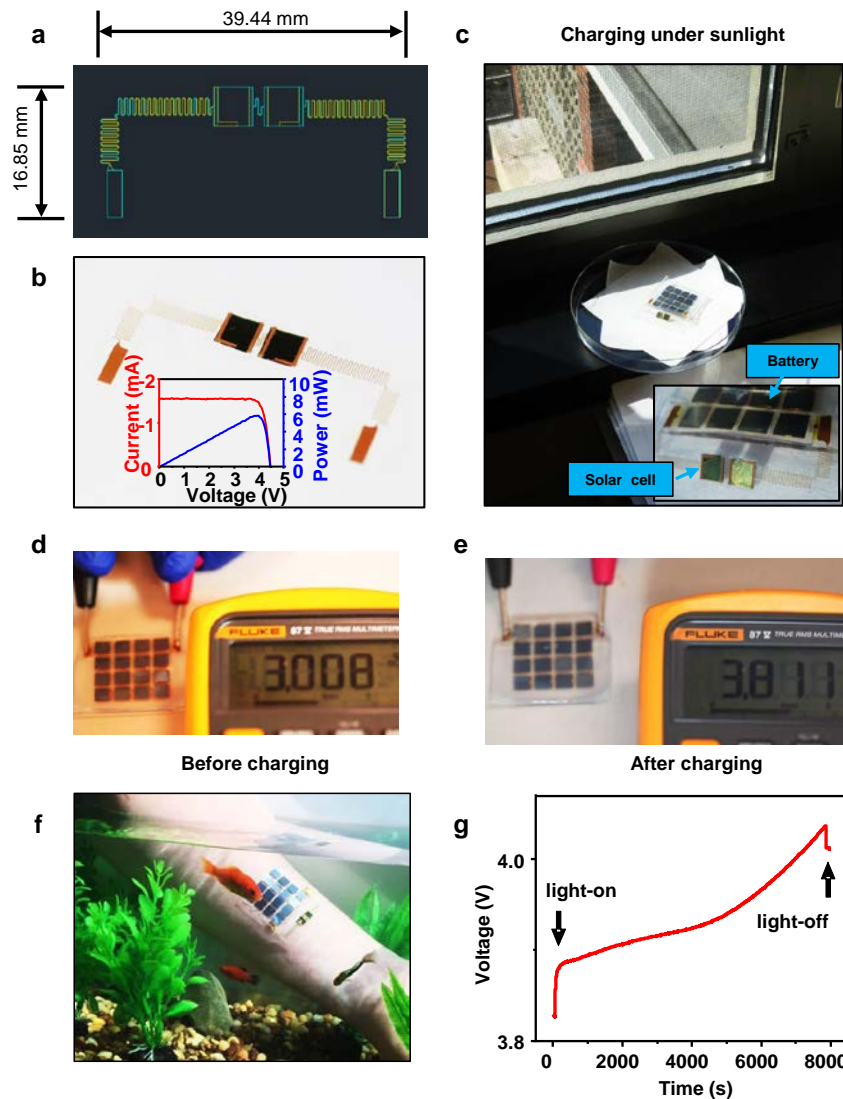 a
39.44 mm
16.85 mm
c
Charging under sunlight
b
Current (mA)
-2
-1
0
0 1 2 3 4 5
Voltage (V)
10
8
6
4
2
0
Power (mW)
Battery
Solar cell
d
FLUKE 87 V TRUE RMS MULTIMETER
3.008
Before charging
e
FLUKE 87 V TRUE RMS MULTIM
3.811
After charging
f
g
Voltage (V)
4.0
3.8
light-on
light-off
0 2000 4000 6000 8000
Time (s)